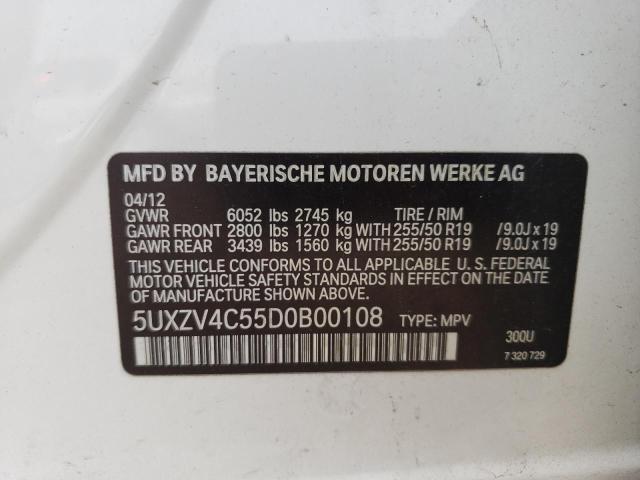 MFD BY BAYERISCHE MOTOREN WERKE AG
04/12
GVWR 6052 lbs 2745 kg TIRE / RIM
GAWR FRONT 2800 lbs 1270 kg WITH 255/50 R19 /9.0J x 19
GAWR REAR 3439 lbs 1560 kg WITH 255/50 R19 /9.0J x 19
THIS VEHICLE CONFORMS TO ALL APPLICABLE U.S. FEDERAL
MOTOR VEHICLE SAFETY STANDARDS IN EFFECT ON THE DATE
OF MANUFACTURE SHOWN ABOVE.
5UXZV4C55D0B00108 TYPE: MPV
300U
7 320 729